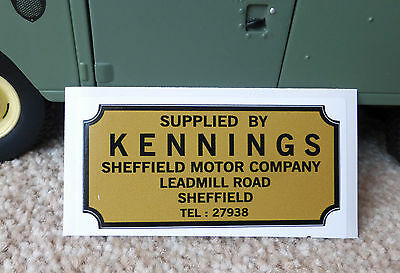 SUPPLIED BY
KENNINGS
SHEFFIELD MOTOR COMPANY
LEADMILL ROAD
SHEFFIELD
TEL : 27938